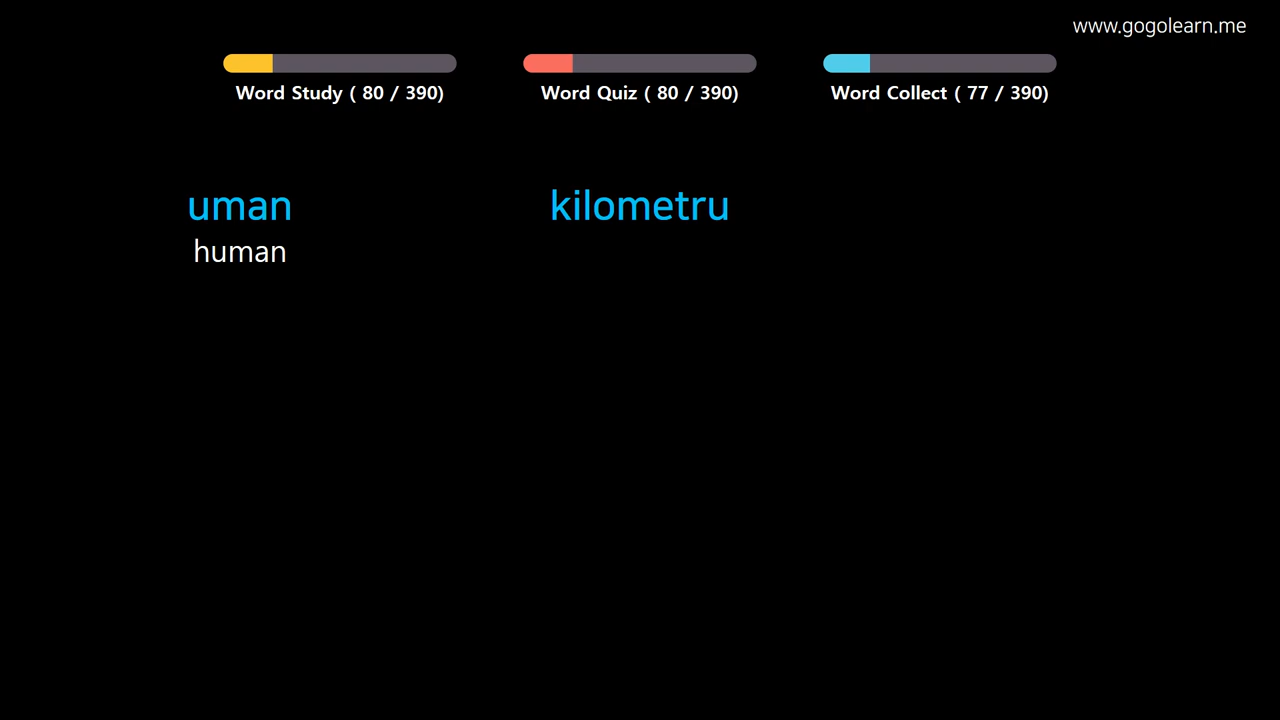 www.gogolearn.me
Word Study ( 80 / 390)
Word Quiz ( 80 / 390)
Word Collect ( 77 / 390)
uman
human
kilometru